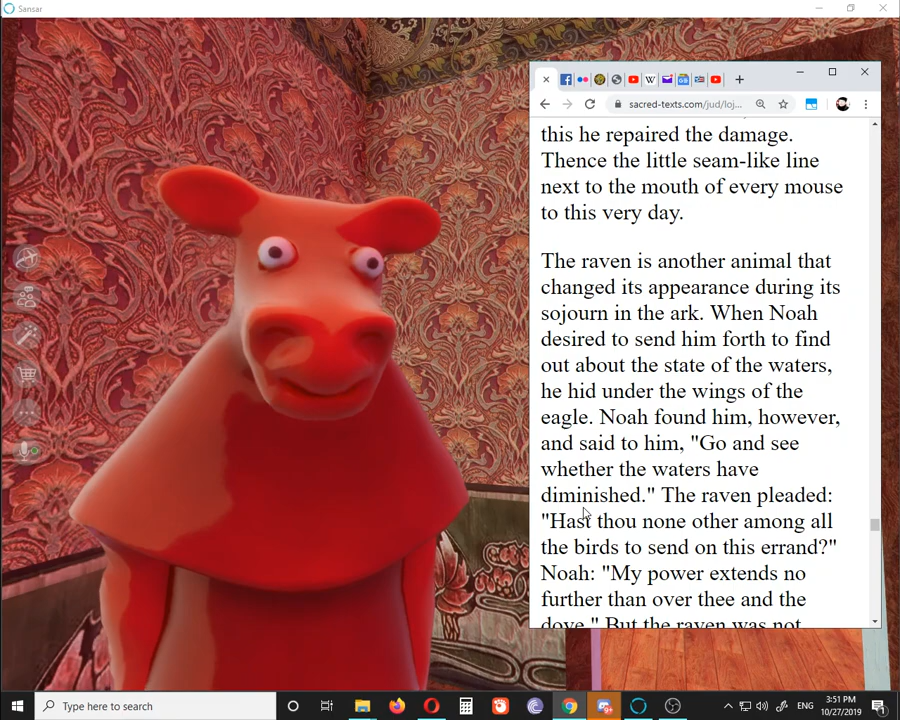 Sansar
sacred-texts.com/jud/loj...
this he repaired the damage.
Thence the little seam-like line
next to the mouth of every mouse
to this very day.
The raven is another animal that
changed its appearance during its
sojourn in the ark. When Noah
desired to send him forth to find
out about the state of the waters,
he hid under the wings of the
eagle. Noah found him, however,
and said to him, "Go and see
whether the waters have
diminished." The raven pleaded:
"Hast thou none other among all
the birds to send on this errand?"
Noah: "My power extends no
further than over thee and the
dove." But the raven was not
Type here to search
ENG
3:51 PM
10/27/2019